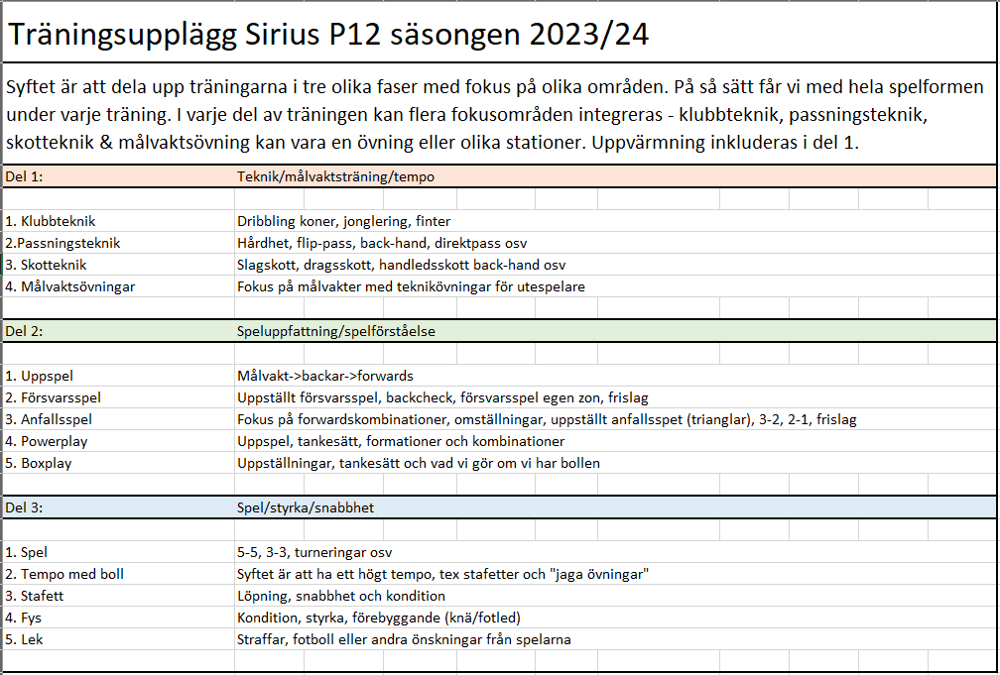 Träningsupplägg Sirius P12 säsongen 2023/24
Syftet är att dela upp träningarna i tre olika faser med fokus på olika områden. På så sätt får vi med hela spelformen
under varje träning. I varje del av träningen kan flera fokusområden integreras - klubbteknik, passningsteknik,
skotteknik & målvaktsövning kan vara en övning eller olika stationer. Uppvärmning inkluderas i del 1.
Del 1: Teknik/målvaktsträning/tempo
1. Klubbteknik Dribbling koner, jonglering, finter
2.Passningsteknik Hårdhet, flip-pass, back-hand, direktpass osv
3. Skotteknik Slagskott, dragsskott, handledsskott back-hand osv
4. Målvaktsövningar Fokus på målvakter med teknikövningar för utespelare
Del 2: Speluppfattning/spelförståelse
1. Uppspel Målvakt->backar->forwards
2. Försvarsspel Uppställt försvarsspel, backcheck, försvarsspel egen zon, frislag
3. Anfallsspel Fokus på forwardskombinationer, omställningar, uppställt anfallsspet (trianglar), 3-2, 2-1, frislag
4. Powerplay Uppspel, tankesätt, formationer och kombinationer
5. Boxplay Uppställningar, tankesätt och vad vi gör om vi har bollen
Del 3: Spel/styrka/snabbhet
1. Spel 5-5, 3-3, turneringar osv
2. Tempo med boll Syftet är att ha ett högt tempo, tex stafetter och "jaga övningar"
3. Stafett Löpning, snabbhet och kondition
4. Fys Kondition, styrka, förebyggande (knä/fotled)
5. Lek Straffar, fotboll eller andra önskningar från spelarna